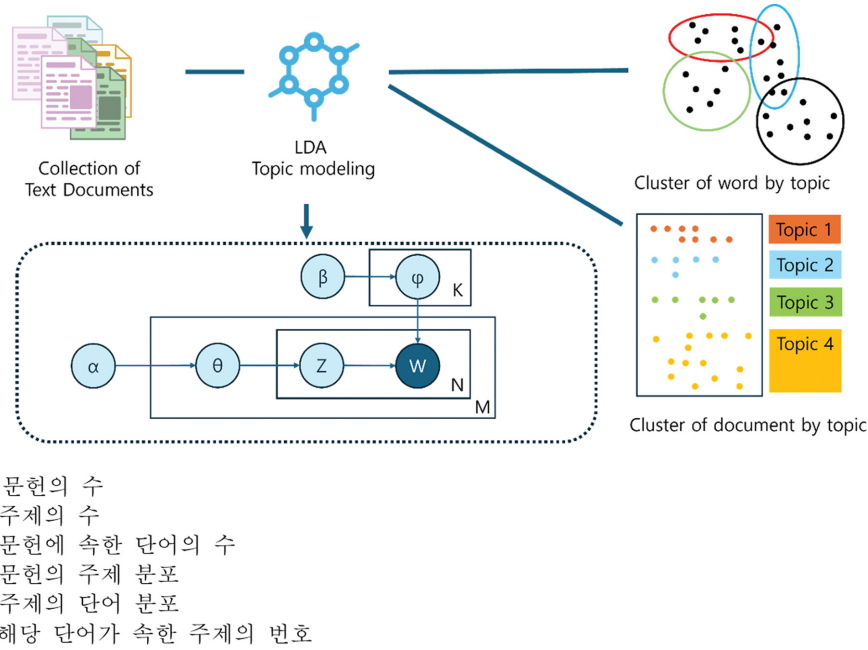 Collection of
Text Documents
LDA
Topic modeling
Cluster of word by topic
Topic 1
Topic 2
Topic 3
Topic 4
Cluster of document by topic
β
φ
K
α
θ
Z
W
N
M
문헌의 수
주제의 수
문헌에 속한 단어의 수
문헌의 주제 분포
주제의 단어 분포
해당 단어가 속한 주제의 번호